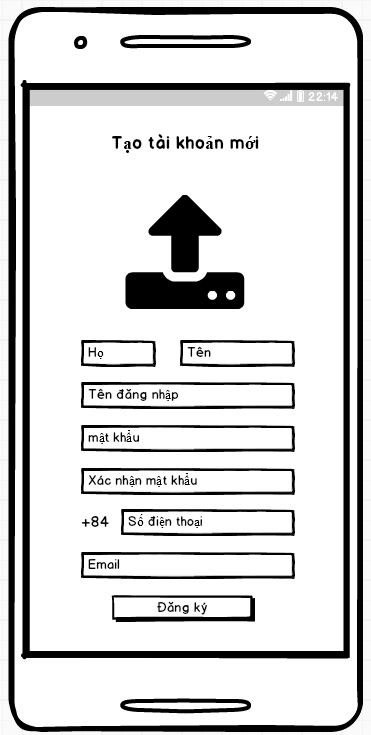 22:14
Tạo tài khoản mới
Họ Tên
Tên đăng nhập
mật khẩu
Xác nhận mật khẩu
+84 Số điện thoại
Email
Đăng ký